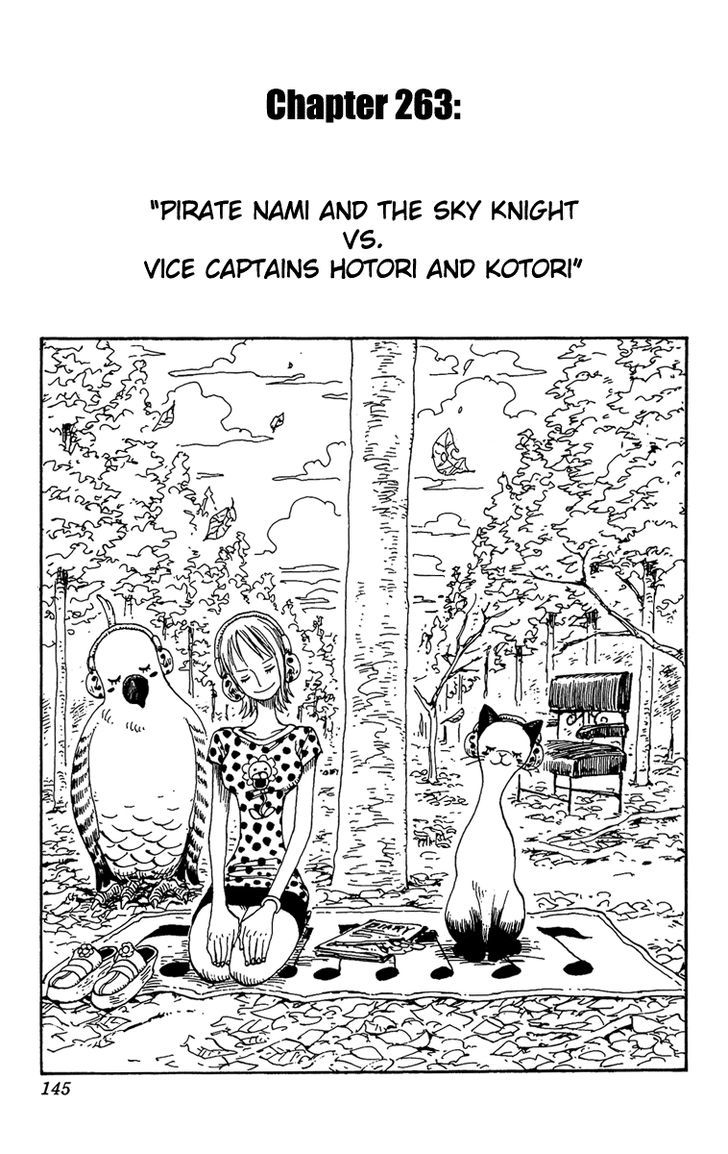 Chapter 263:
"PIRATE NAMI AND THE SKY KNIGHT
VS.
VICE CAPTAINS HOTORI AND KOTORI"
145